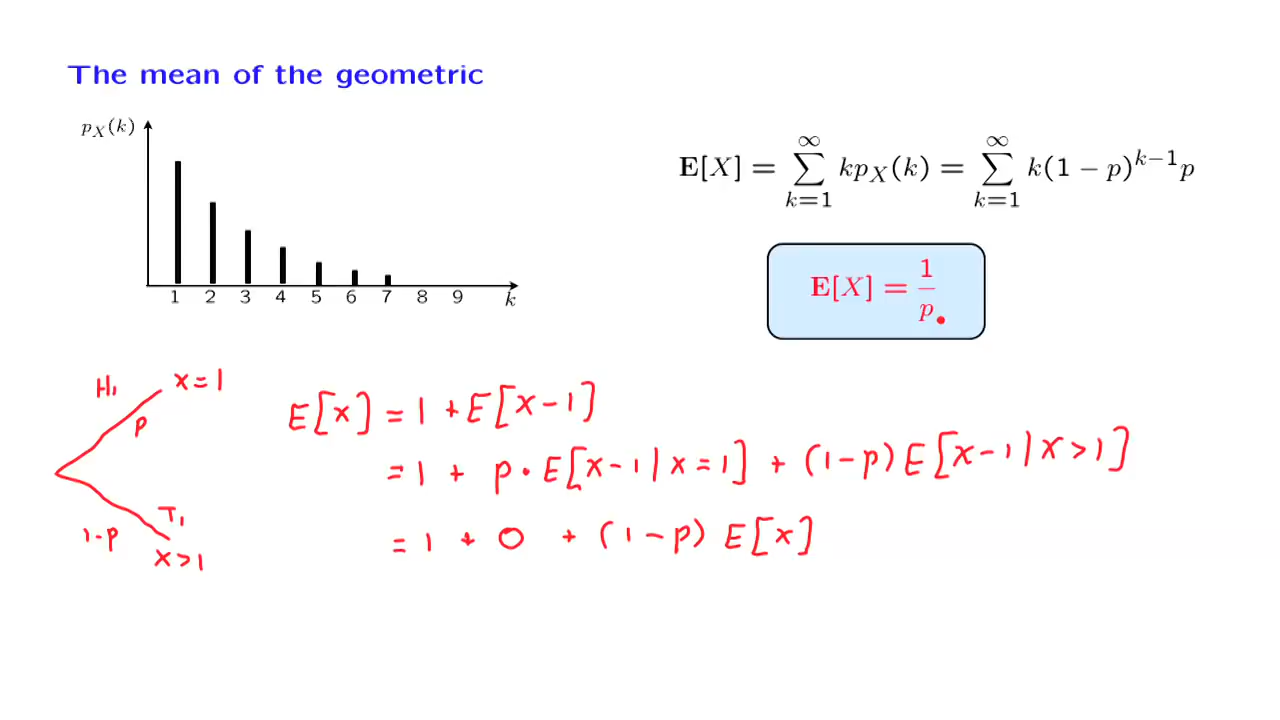 The mean of the geometric
p_X(k)
1 2 3 4 5 6 7 8 9 k
E[X] = ∑_{k=1}^{∞} kp_X(k) = ∑_{k=1}^{∞} k(1 − p)^{k−1}p
E[X] = 1/p
H₁ x=1
p
1-p T₁
x>1
E[x] = 1 + E[x-1]
= 1 + p · E[x-1|x=1] + (1-p) E[x-1|x>1]
= 1 + 0 + (1-p) E[x]